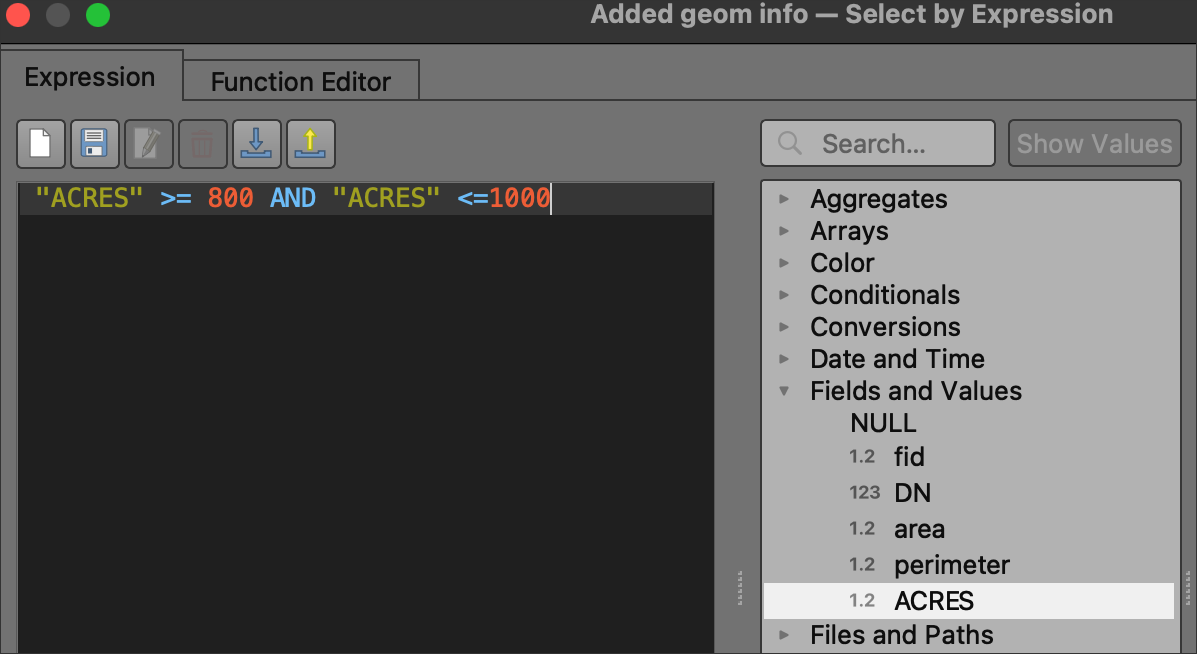 Added geom info — Select by Expression
Expression
Function Editor
Search...
Show Values
"ACRES" >= 800 AND "ACRES" <=1000
Aggregates
Arrays
Color
Conditionals
Conversions
Date and Time
Fields and Values
NULL
1.2 fid
123 DN
1.2 area
1.2 perimeter
1.2 ACRES
Files and Paths